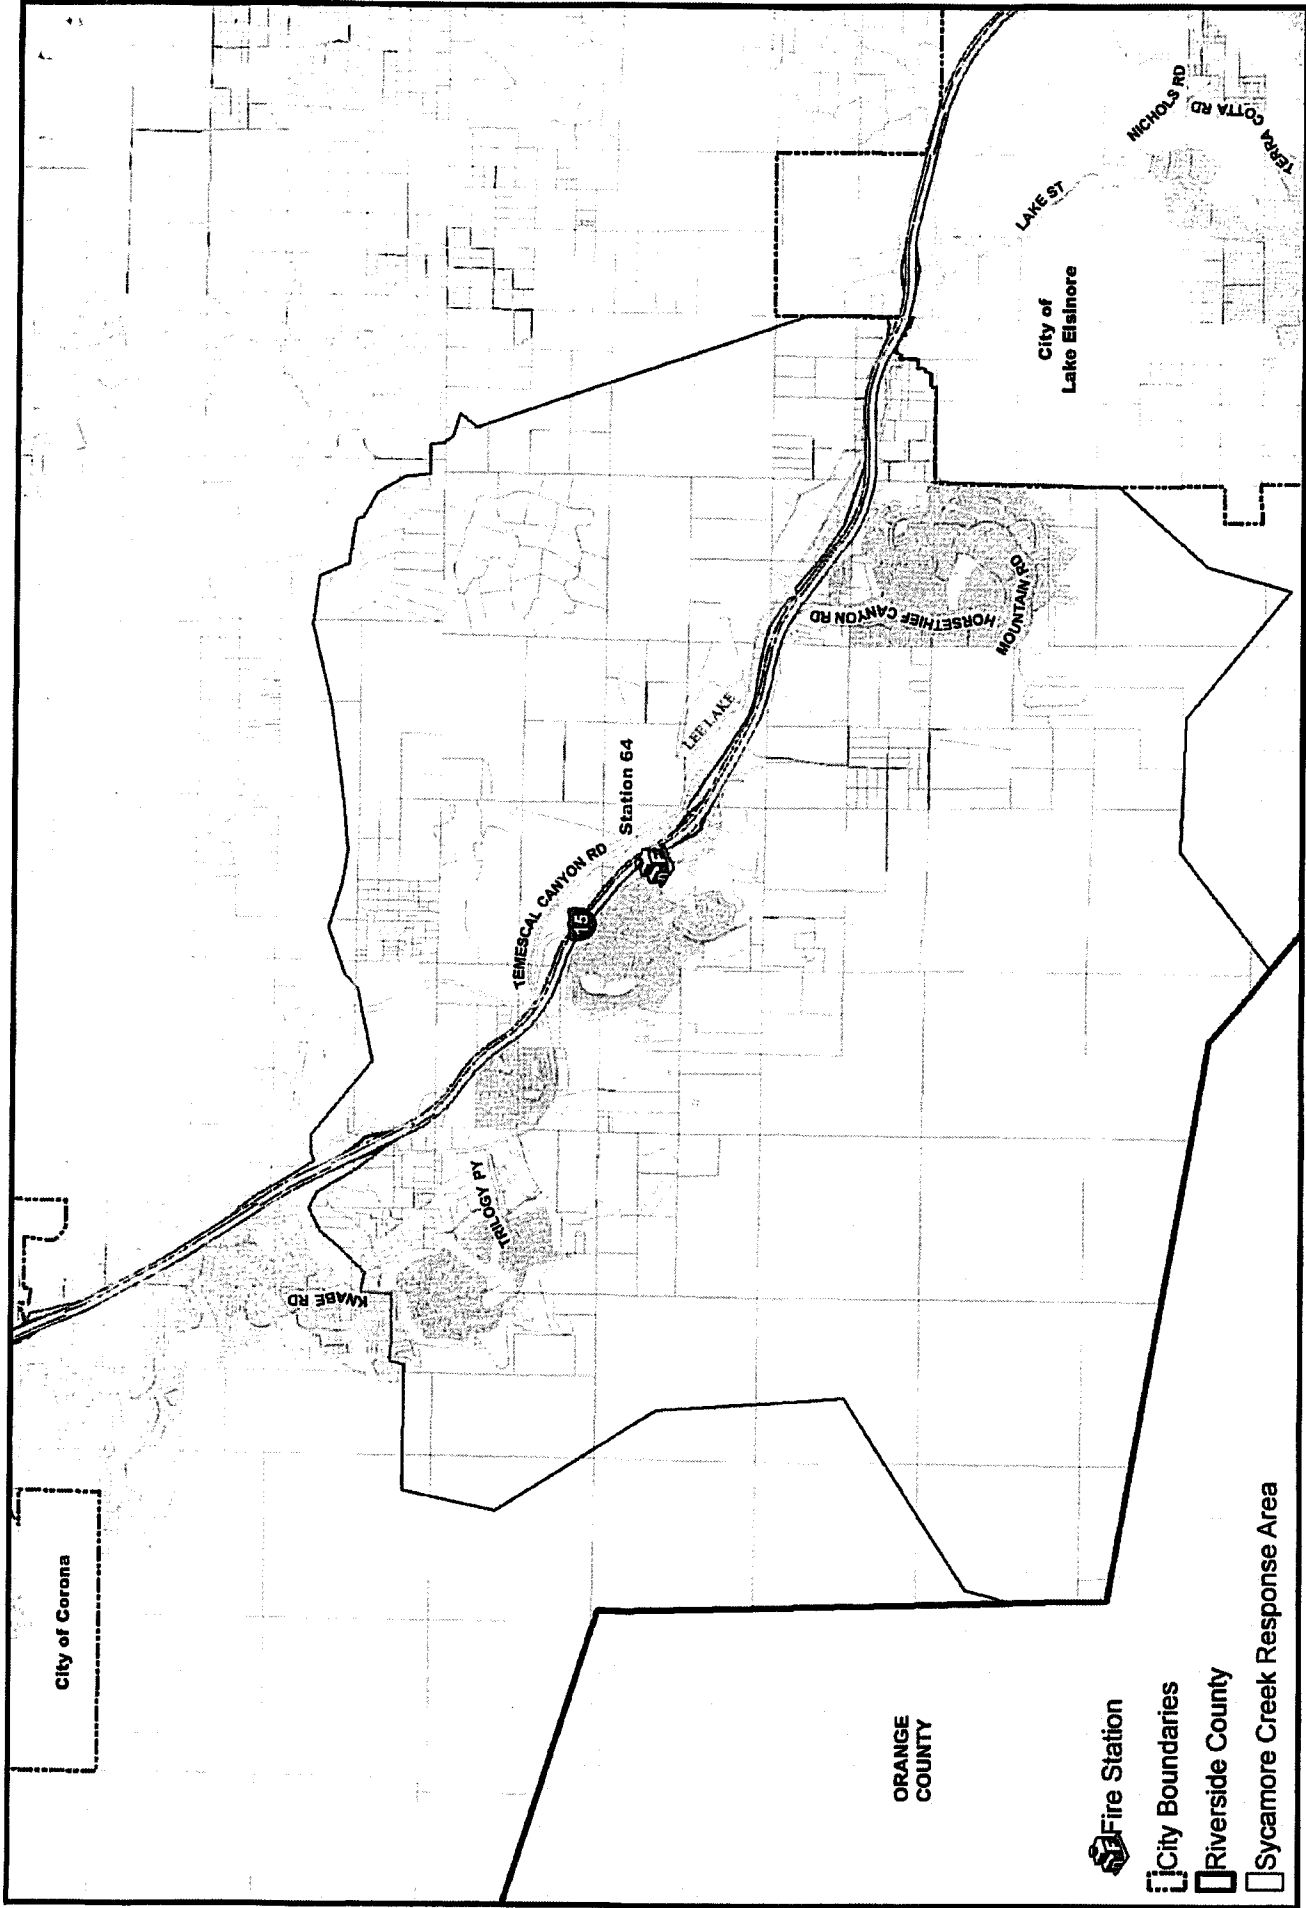 City of Corona
KNABE RD
TRILOGY PY
TEMESCAL CANYON RD
15
Station 64
LEE LAKE
HORSETHIEF CANYON RD
MOUNTAIN RD
City of
Lake Elsinore
LAKE ST
NICHOLS RD
TERRA COTTA RD
ORANGE
COUNTY
Fire Station
City Boundaries
Riverside County
Sycamore Creek Response Area